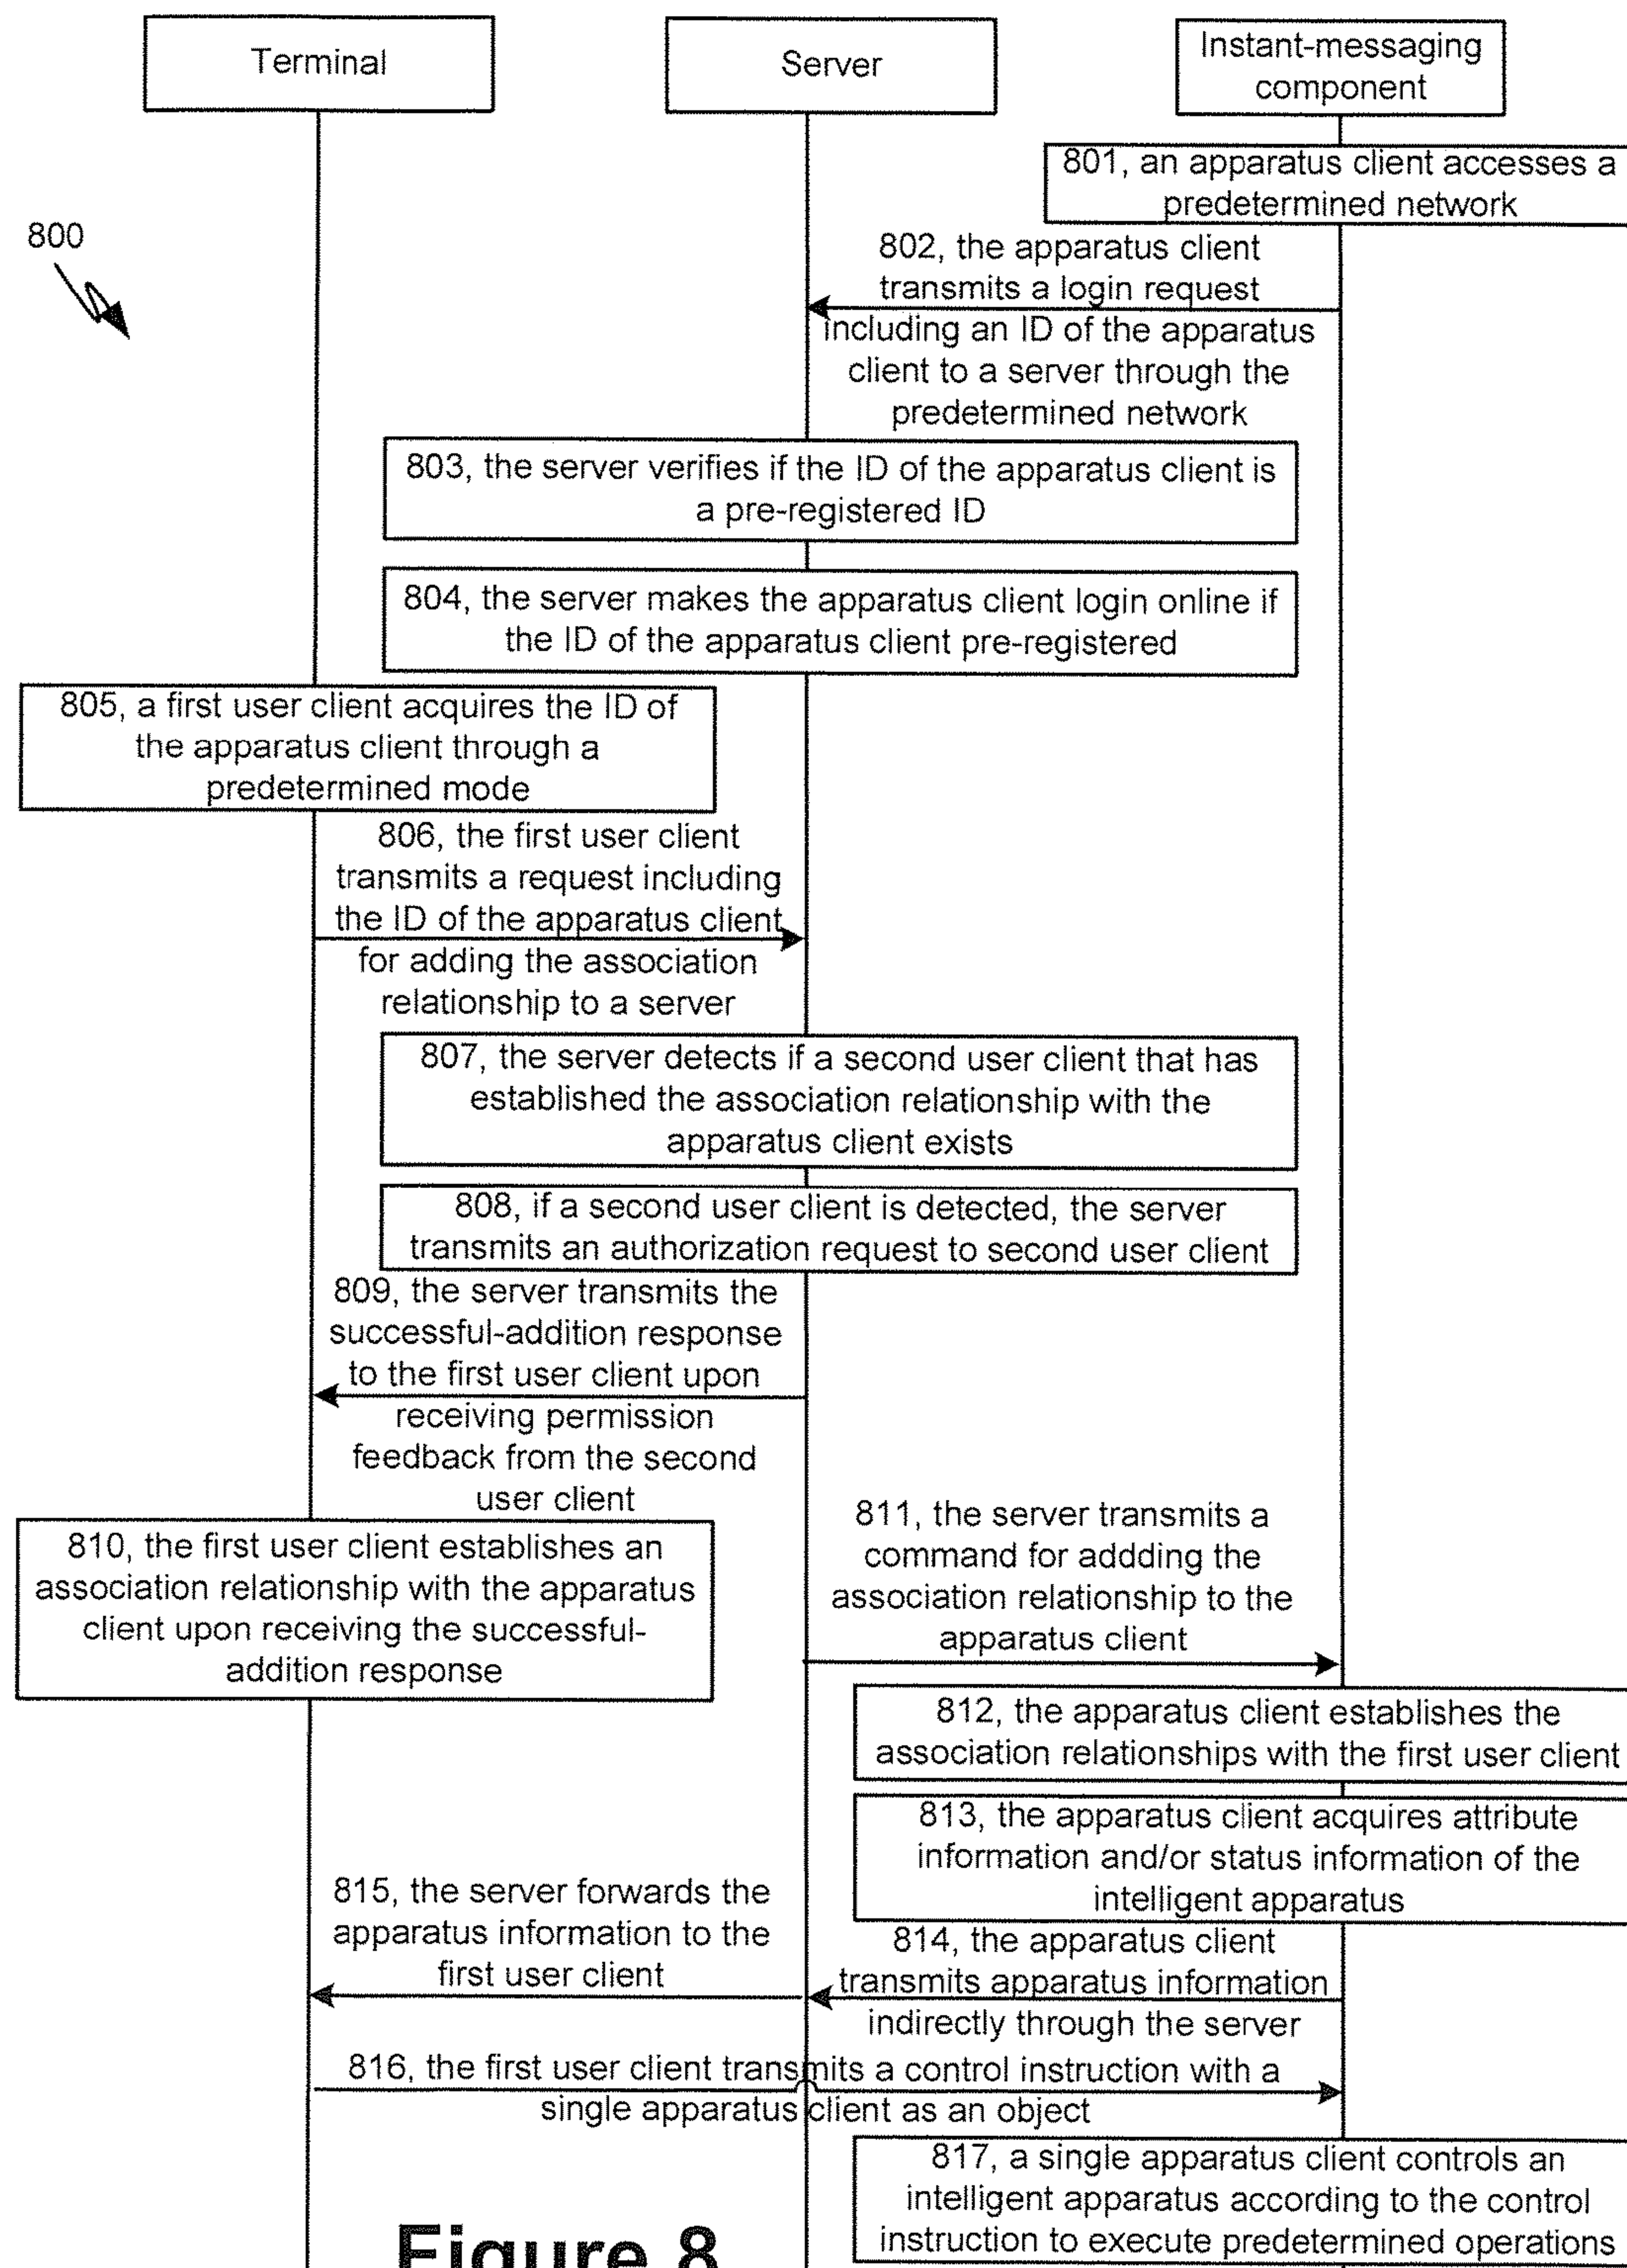 Terminal
Server
Instant-messaging
component
801, an apparatus client accesses a
predetermined network
800
802, the apparatus client
transmits a login request
including an ID of the apparatus
client to a server through the
predetermined network
803, the server verifies if the ID of the apparatus client is
a pre-registered ID
804, the server makes the apparatus client login online if
the ID of the apparatus client pre-registered
805, a first user client acquires the ID of
the apparatus client through a
predetermined mode
806, the first user client
transmits a request including
the ID of the apparatus client
for adding the association
relationship to a server
807, the server detects if a second user client that has
established the association relationship with the
apparatus client exists
808, if a second user client is detected, the server
transmits an authorization request to second user client
809, the server transmits the
successful-addition response
to the first user client upon
receiving permission
feedback from the second
user client
810, the first user client establishes an
association relationship with the apparatus
client upon receiving the successful-
addition response
811, the server transmits a
command for addding the
association relationship to the
apparatus client
812, the apparatus client establishes the
association relationships with the first user client
813, the apparatus client acquires attribute
information and/or status information of the
intelligent apparatus
815, the server forwards the
apparatus information to the
first user client
814, the apparatus client
transmits apparatus information
indirectly through the server
816, the first user client transmits a control instruction with a
single apparatus client as an object
817, a single apparatus client controls an
intelligent apparatus according to the control
instruction to execute predetermined operations
Figure 8